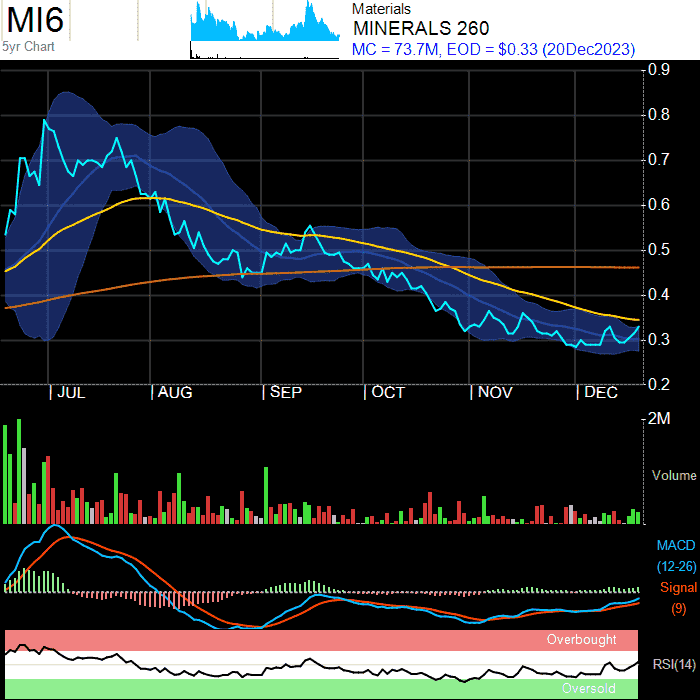 MI6
5yr Chart
Materials
MINERALS 260
MC = 73.7M, EOD = $0.33 (20Dec2023)
0.9
0.8
0.7
0.6
0.5
0.4
0.3
0.2
JUL AUG SEP OCT NOV DEC
2M
Volume
MACD
(12-26)
Signal
(9)
Overbought
RSI(14)
Oversold